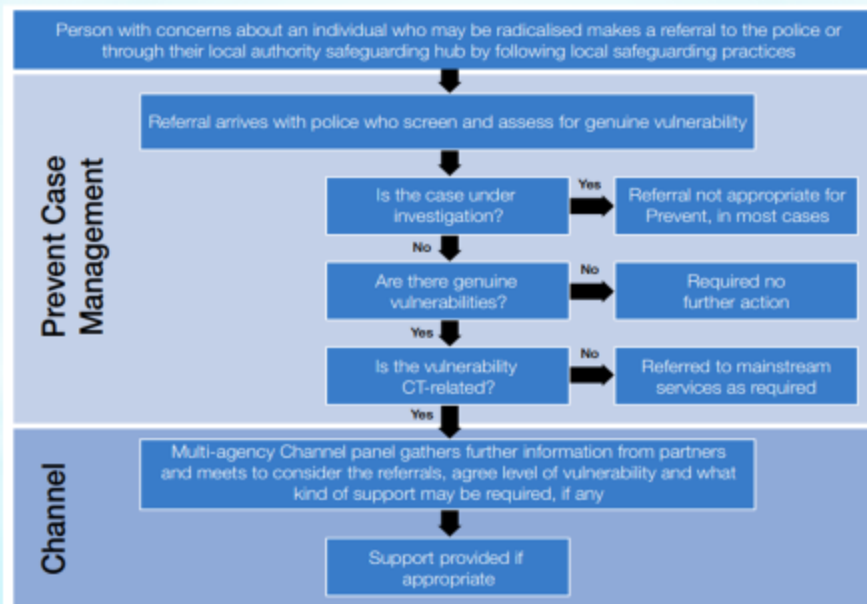 Person with concerns about an individual who may be radicalised makes a referral to the police or
through their local authority safeguarding hub by following local safeguarding practices
Prevent Case
Management
Referral arrives with police who screen and assess for genuine vulnerability
Is the case under
investigation?
Yes
Referral not appropriate for
Prevent, in most cases
No
Are there genuine
vulnerabilities?
No
Required no
further action
Yes
Is the vulnerability
CT-related?
No
Referred to mainstream
services as required
Yes
Channel
Multi-agency Channel panel gathers further information from partners
and meets to consider the referrals, agree level of vulnerability and what
kind of support may be required, if any
Support provided if
appropriate